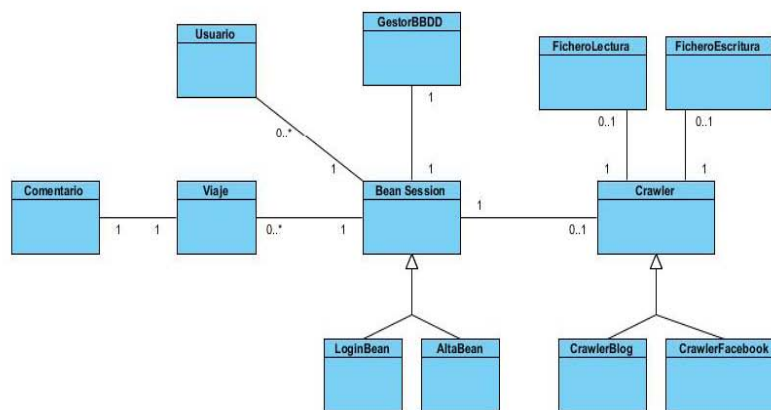 Usuario
GestorBBDD
FicheroLectura
FicheroEscritura
0..*
1
1
1
0..1
0..1
1
1
Comentario
Viaje
Bean Session
Crawler
1
1
0..*
1
1
0..1
LoginBean
AltaBean
CrawlerBlog
CrawlerFacebook